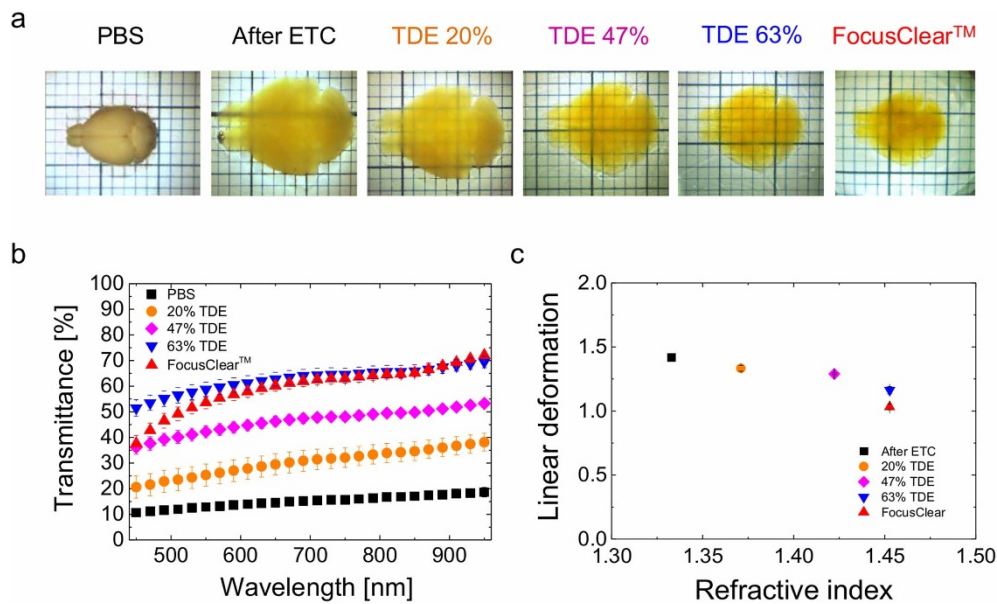 a
PBS After ETC TDE 20% TDE 47% TDE 63% FocusClear™
b
Transmittance [%]
100
90
80
70
60
50
40
30
20
10
0
PBS
20% TDE
47% TDE
63% TDE
FocusClear™
500 600 700 800 900
Wavelength [nm]
c
Linear deformation
2.0
1.5
1.0
0.5
0.0
After ETC
20% TDE
47% TDE
63% TDE
FocusClear
1.30 1.35 1.40 1.45 1.50
Refractive index